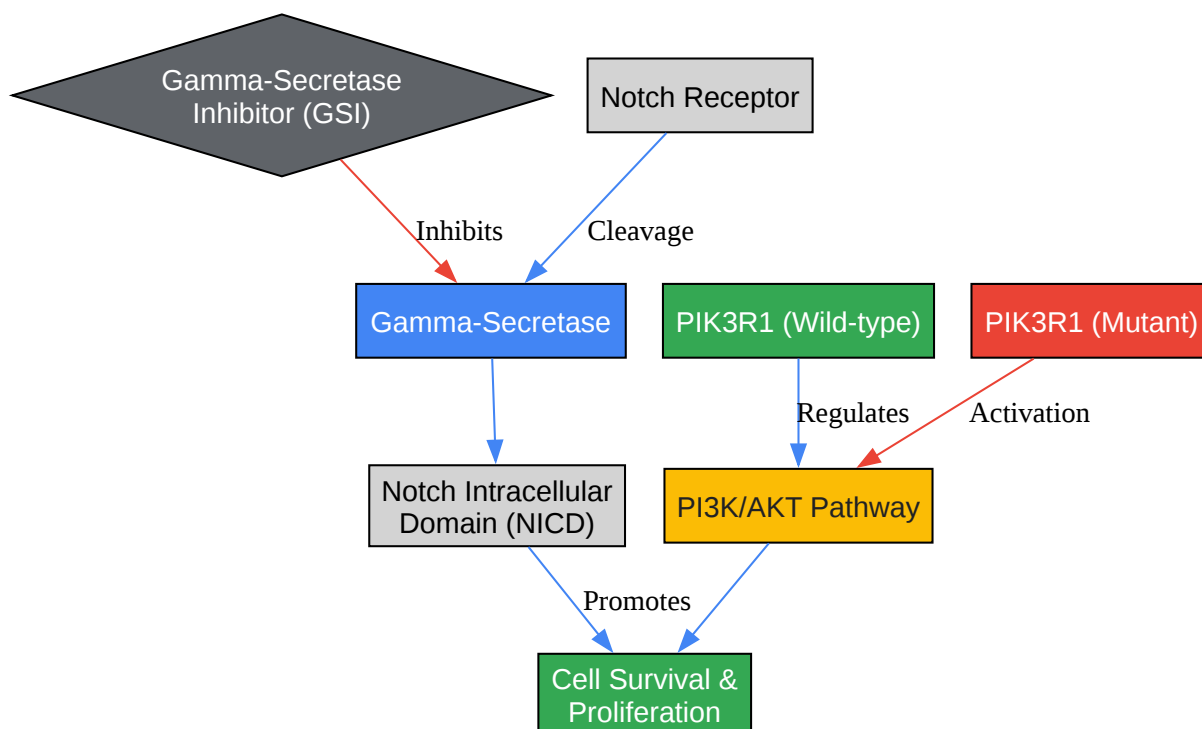 Gamma-Secretase
Inhibitor (GSI)
Notch Receptor
Inhibits
Cleavage
Gamma-Secretase
PIK3R1 (Wild-type)
PIK3R1 (Mutant)
Regulates
Activation
Notch Intracellular
Domain (NICD)
PI3K/AKT Pathway
Promotes
Cell Survival &
Proliferation